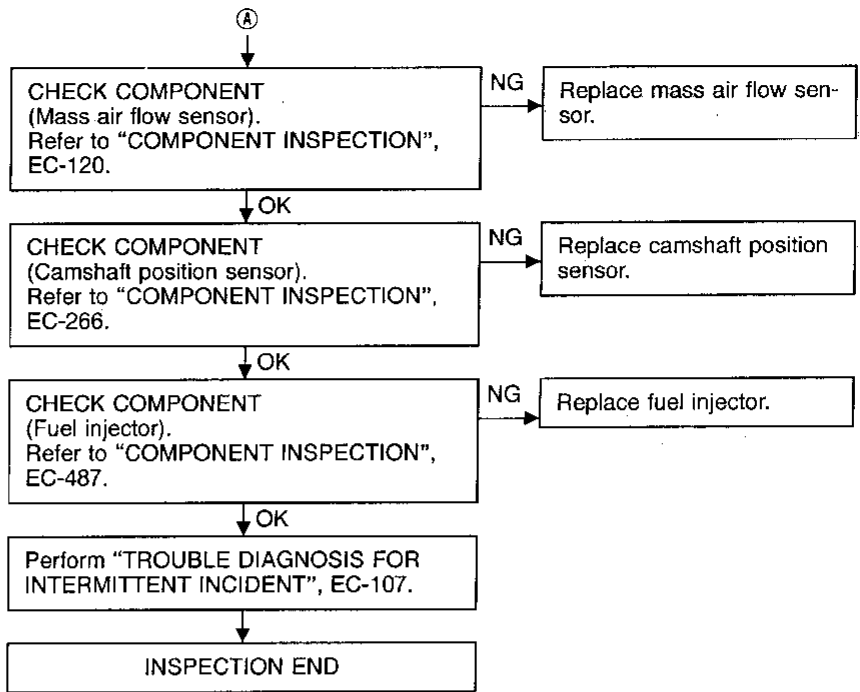 Ⓐ
CHECK COMPONENT
(Mass air flow sensor).
Refer to “COMPONENT INSPECTION”,
EC-120.
NG
Replace mass air flow sen-
sor.
OK
CHECK COMPONENT
(Camshaft position sensor).
Refer to “COMPONENT INSPECTION”,
EC-266.
NG
Replace camshaft position
sensor.
OK
CHECK COMPONENT
(Fuel injector).
Refer to “COMPONENT INSPECTION”,
EC-487.
NG
Replace fuel injector.
OK
Perform “TROUBLE DIAGNOSIS FOR
INTERMITTENT INCIDENT”, EC-107.
INSPECTION END